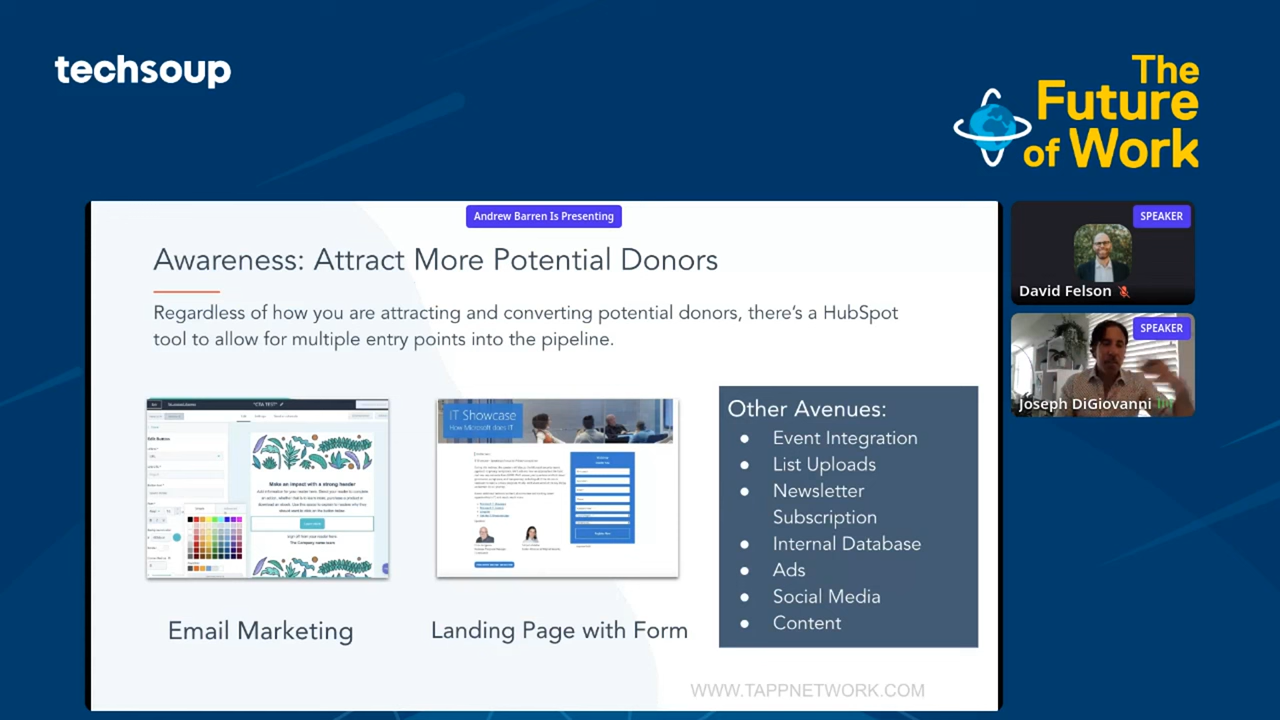 techsoup
The
Future
of Work
Andrew Barren Is Presenting
SPEAKER
David Felson
SPEAKER
Joseph DiGiovanni
Awareness: Attract More Potential Donors
Regardless of how you are attracting and converting potential donors, there's a HubSpot
tool to allow for multiple entry points into the pipeline.
Make an impact with a strong header
IT Showcase
How Microsoft does IT
Email Marketing
Landing Page with Form
Other Avenues:
● Event Integration
● List Uploads
● Newsletter
Subscription
● Internal Database
● Ads
● Social Media
● Content
WWW.TAPPNETWORK.COM